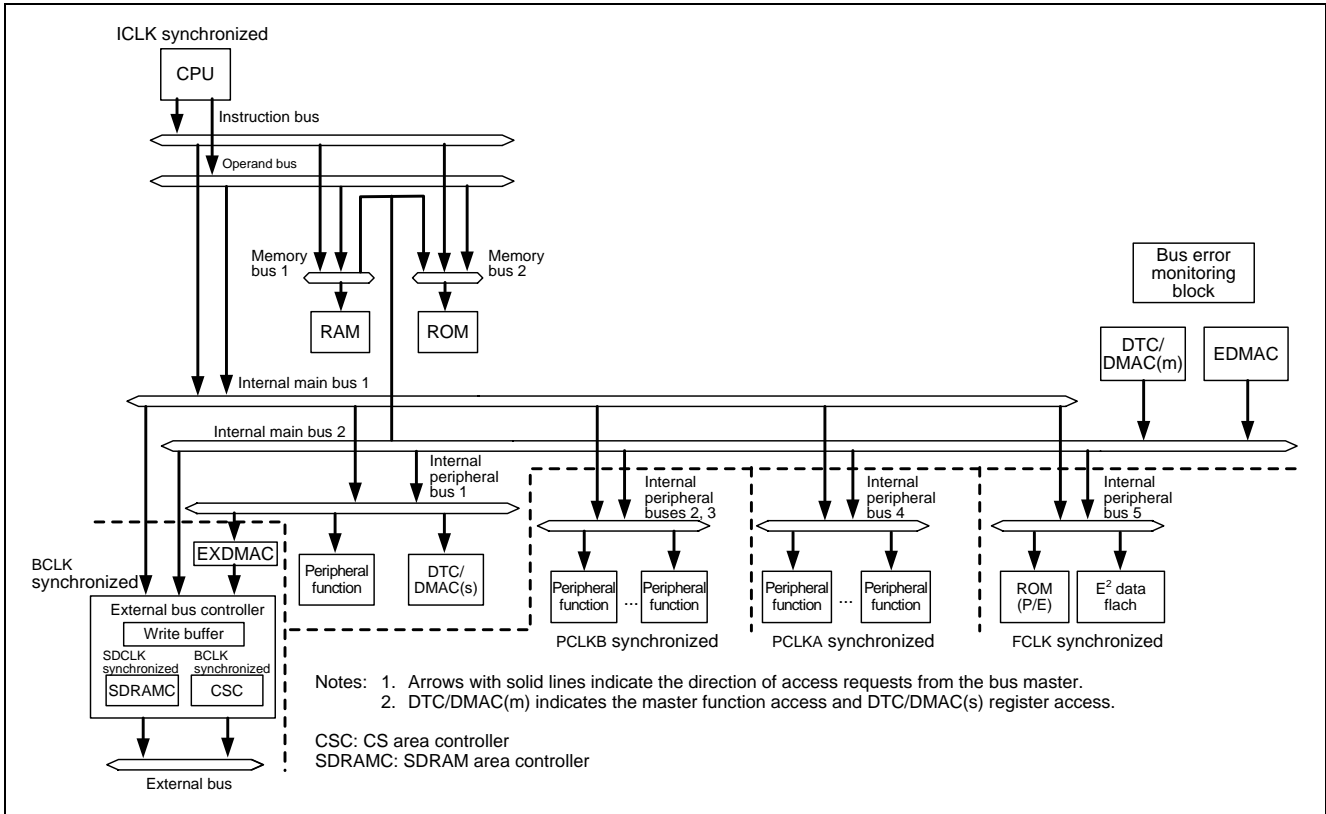 ICLK synchronized
CPU
Instruction bus
Operand bus
Memory
bus 1
Memory
bus 2
RAM
ROM
Bus error
monitoring
block
DTC/
DMAC(m)
EDMAC
Internal main bus 1
Internal main bus 2
Internal
peripheral
bus 1
Internal
peripheral
buses 2, 3
Internal
peripheral
bus 4
Internal
peripheral
bus 5
BCLK
synchronized
EXDMAC
Peripheral
function
DTC/
DMAC(s)
Peripheral
function
...
Peripheral
function
Peripheral
function
...
Peripheral
function
ROM
(P/E)
E² data
flach
PCLKB synchronized
PCLKA synchronized
FCLK synchronized
External bus controller
Write buffer
SDCLK
synchronized
BCLK
synchronized
SDRAMC
CSC
External bus
Notes: 1. Arrows with solid lines indicate the direction of access requests from the bus master.
2. DTC/DMAC(m) indicates the master function access and DTC/DMAC(s) register access.
CSC: CS area controller
SDRAMC: SDRAM area controller